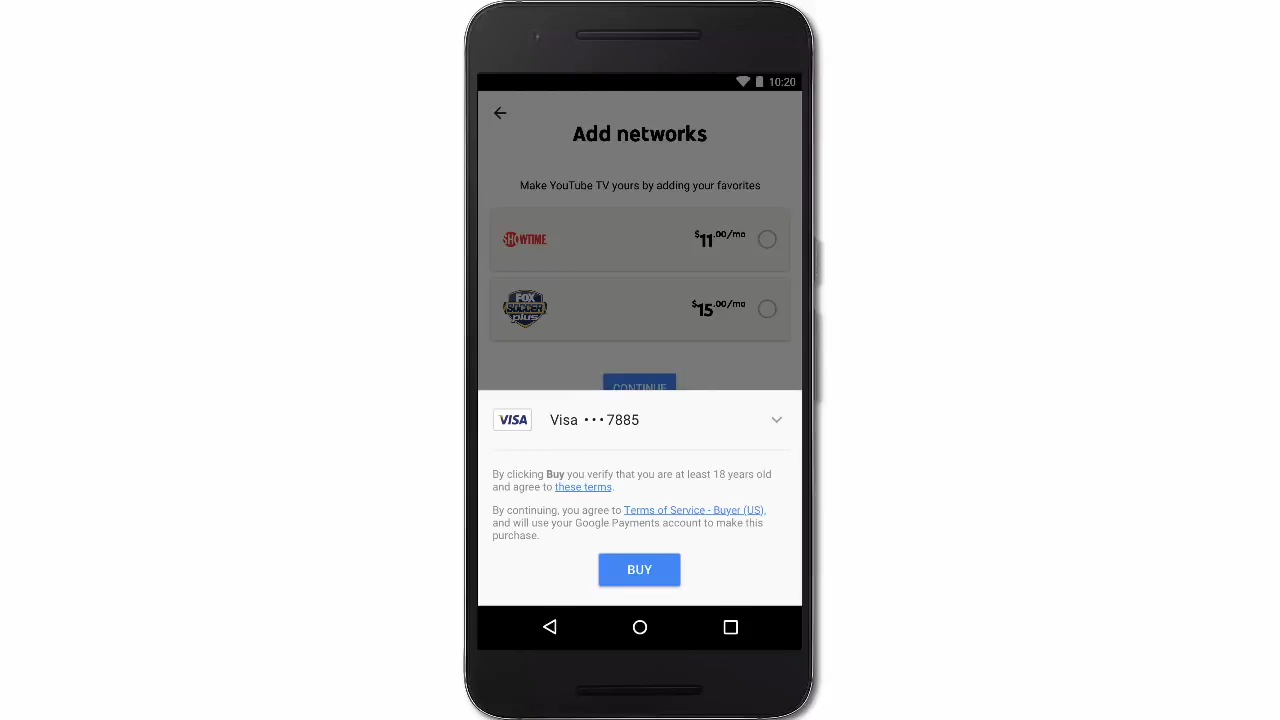 10:20
Add networks
Make YouTube TV yours by adding your favorites
SHOWTIME $11.00/mo
FOX SOCCER plus $15.00/mo
CONTINUE
VISA Visa •••7885
By clicking Buy you verify that you are at least 18 years old
and agree to these terms.
By continuing, you agree to Terms of Service - Buyer (US),
and will use your Google Payments account to make this
purchase.
BUY